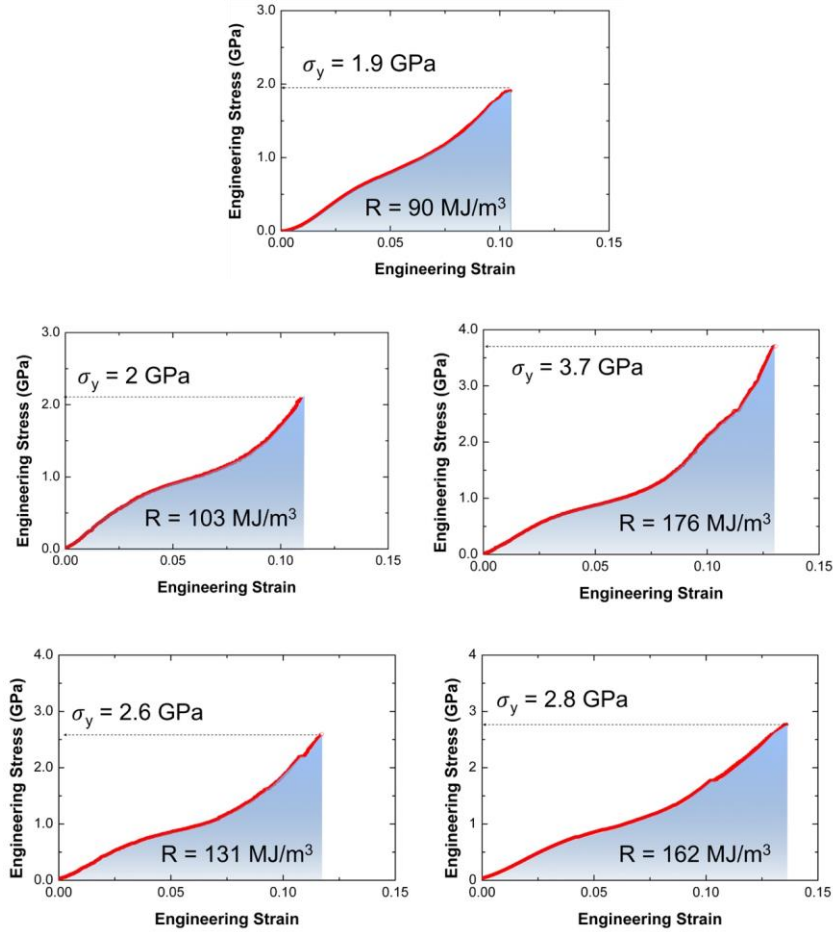 3.0
σy = 1.9 GPa
2.0
1.0
R = 90 MJ/m³
0.0
0.00 0.05 0.10 0.15
Engineering Stress (GPa)
Engineering Strain
3.0
σy = 2 GPa
2.0
1.0
R = 103 MJ/m³
0.0
0.00 0.05 0.10 0.15
Engineering Stress (GPa)
Engineering Strain
4.0
σy = 3.7 GPa
3.0
2.0
1.0
R = 176 MJ/m³
0.0
0.00 0.05 0.10 0.15
Engineering Stress (GPa)
Engineering Strain
4.0
σy = 2.6 GPa
3.0
2.0
1.0
R = 131 MJ/m³
0.0
0.00 0.05 0.10 0.15
Engineering Stress (GPa)
Engineering Strain
4
σy = 2.8 GPa
3
2
1
R = 162 MJ/m³
0
0.00 0.05 0.10 0.15
Engineering Stress (GPa)
Engineering Strain